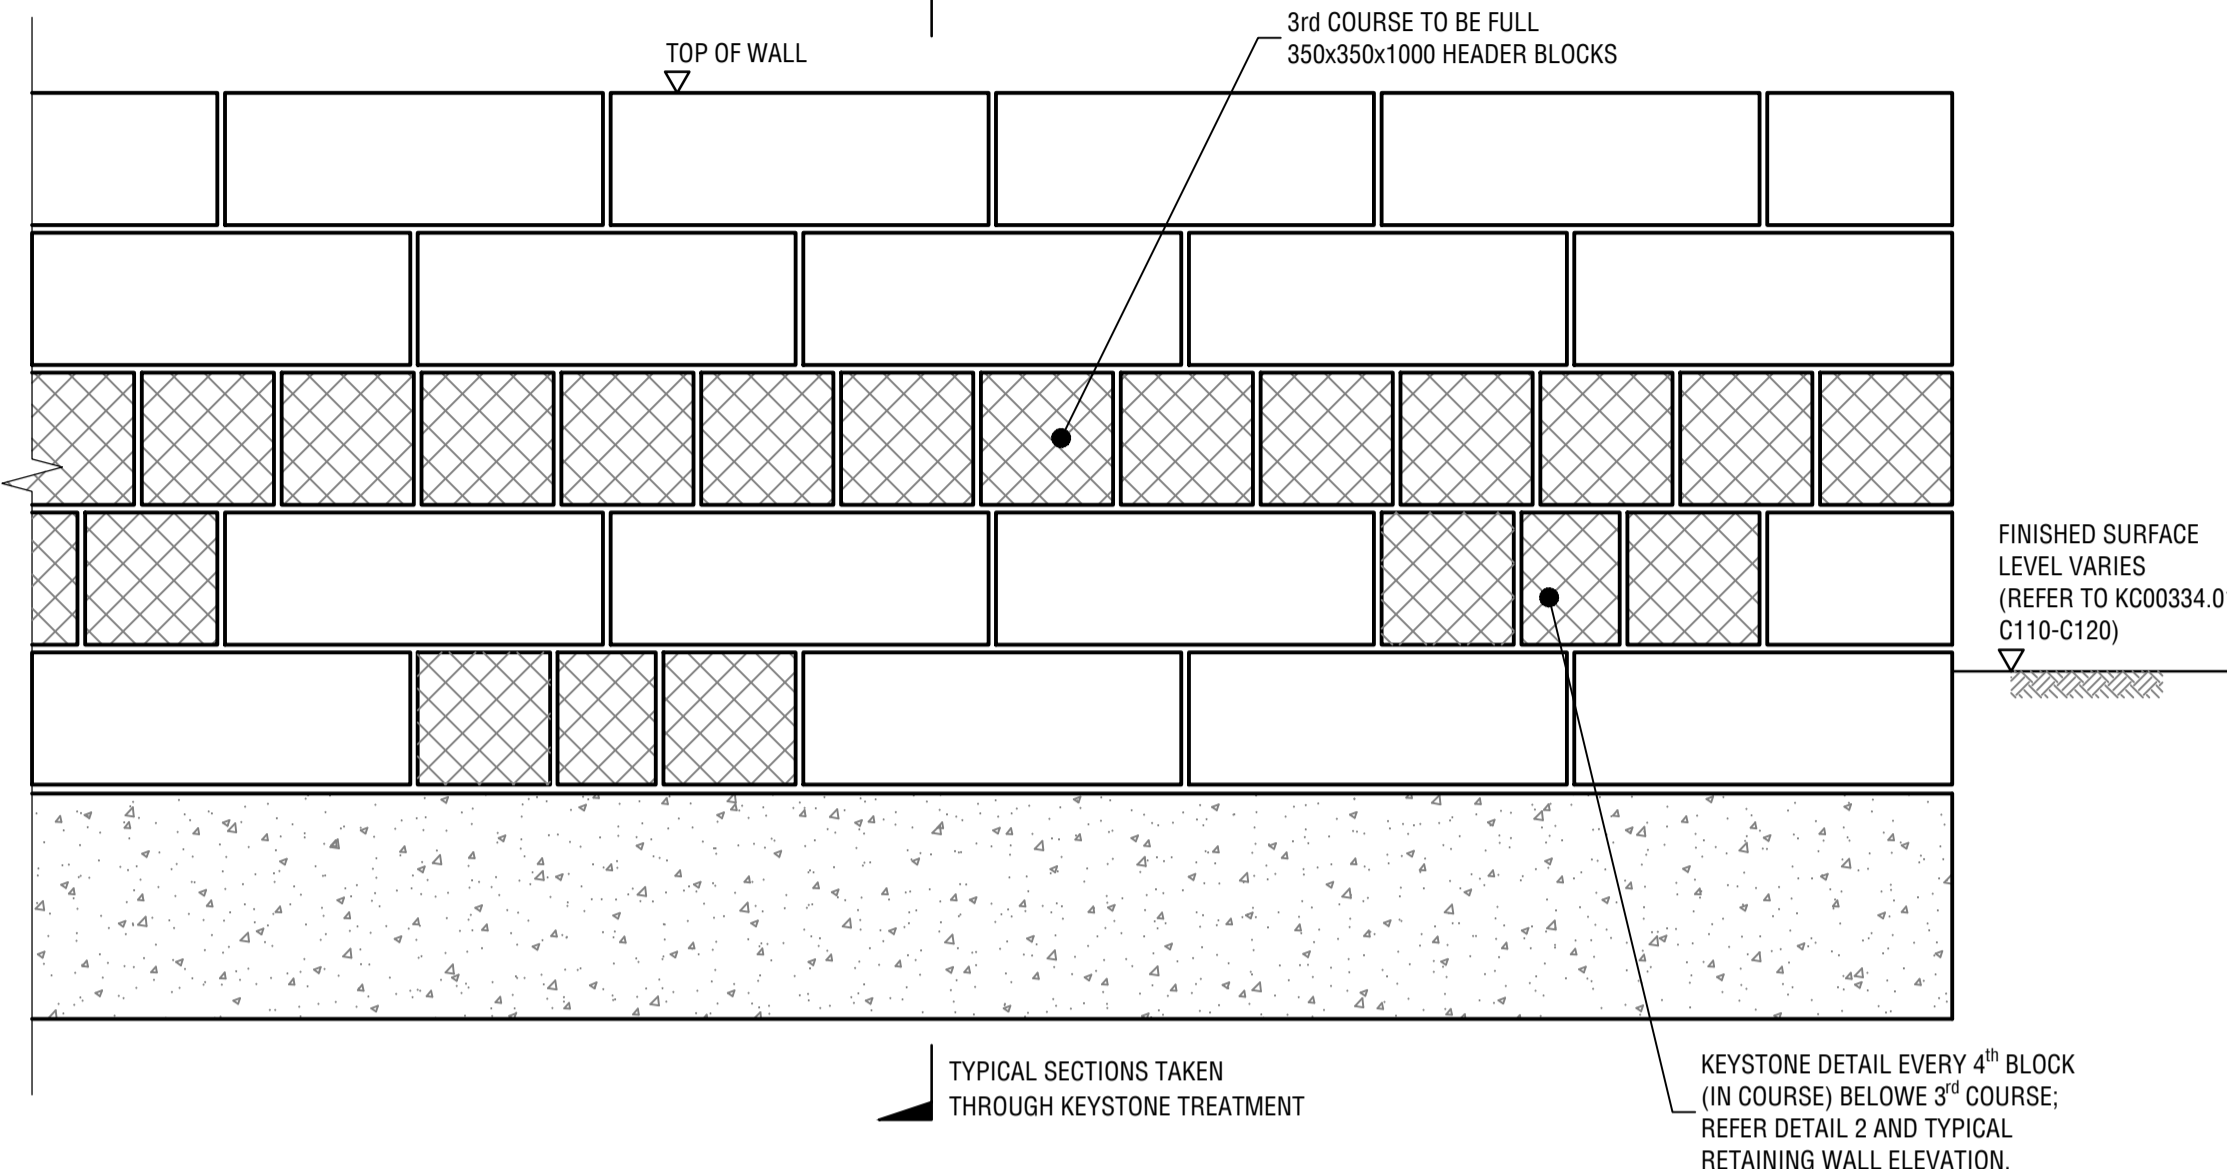 3rd COURSE TO BE FULL
350x350x1000 HEADER BLOCKS
TOP OF WALL
FINISHED SURFACE
LEVEL VARIES
(REFER TO KC00334.0
C110-C120)
TYPICAL SECTIONS TAKEN
THROUGH KEYSTONE TREATMENT
KEYSTONE DETAIL EVERY 4th BLOCK
(IN COURSE) BELOWE 3rd COURSE;
REFER DETAIL 2 AND TYPICAL
RETAINING WALL ELEVATION.